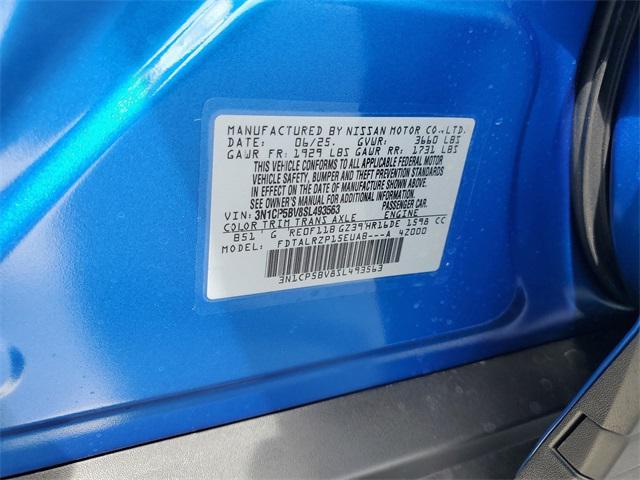 MANUFACTURED BY NISSAN MOTOR CO.,LTD.
DATE: 06/25. GVWR: 3660 LBS
GAWR FR: 1929 LBS GAWR RR: 1731 LBS
THIS VEHICLE CONFORMS TO ALL APPLICABLE FEDERAL MOTOR
VEHICLE SAFETY, BUMPER AND THEFT PREVENTION STANDARDS
IN EFFECT ON THE DATE OF MANUFACTURE SHOWN ABOVE.
SEE OWNER'S MANUAL FOR ADDITIONAL INFORMATION
VIN: 3N1CP5BV8SL493563 PASSENGER CAR.
COLOR TRIM TRANS AXLE ENGINE
B51 G RE0F11B GZ39 HR16DE 1598 CC
MODEL: FDTALRZP15EUAB---A 42000
3N1CP5BV8SL493563